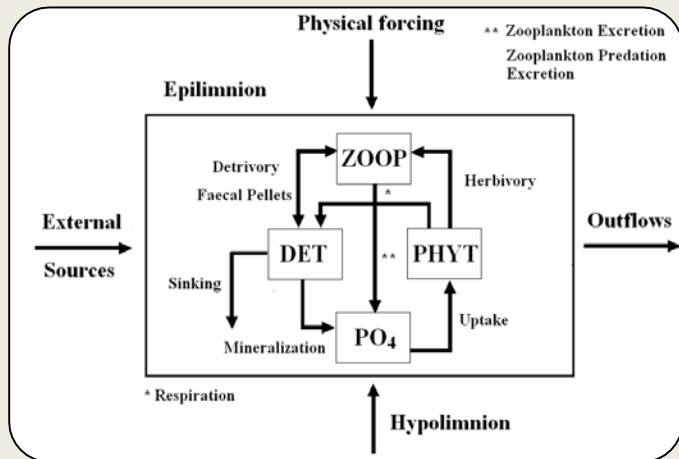 Physical forcing
** Zooplankton Excretion
Zooplankton Predation
Excretion
Epilimnion
ZOOP
Detrivory
*
Herbivory
Faecal Pellets
External
Sources
Outflows
DET
**
PHYT
Sinking
Uptake
PO4
Mineralization
* Respiration
Hypolimnion